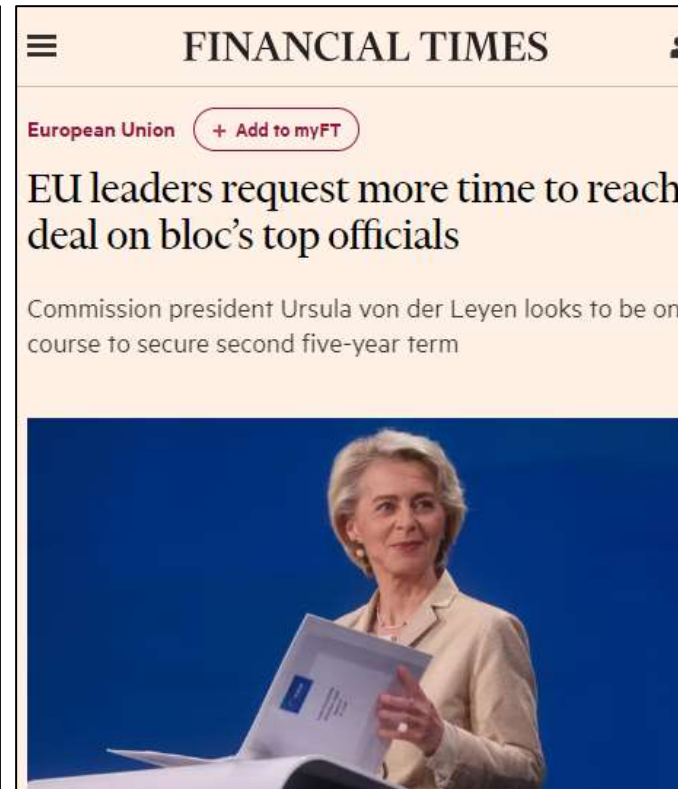 FINANCIAL TIMES
European Union + Add to myFT
EU leaders request more time to reach
deal on bloc’s top officials
Commission president Ursula von der Leyen looks to be on
course to secure second five-year term